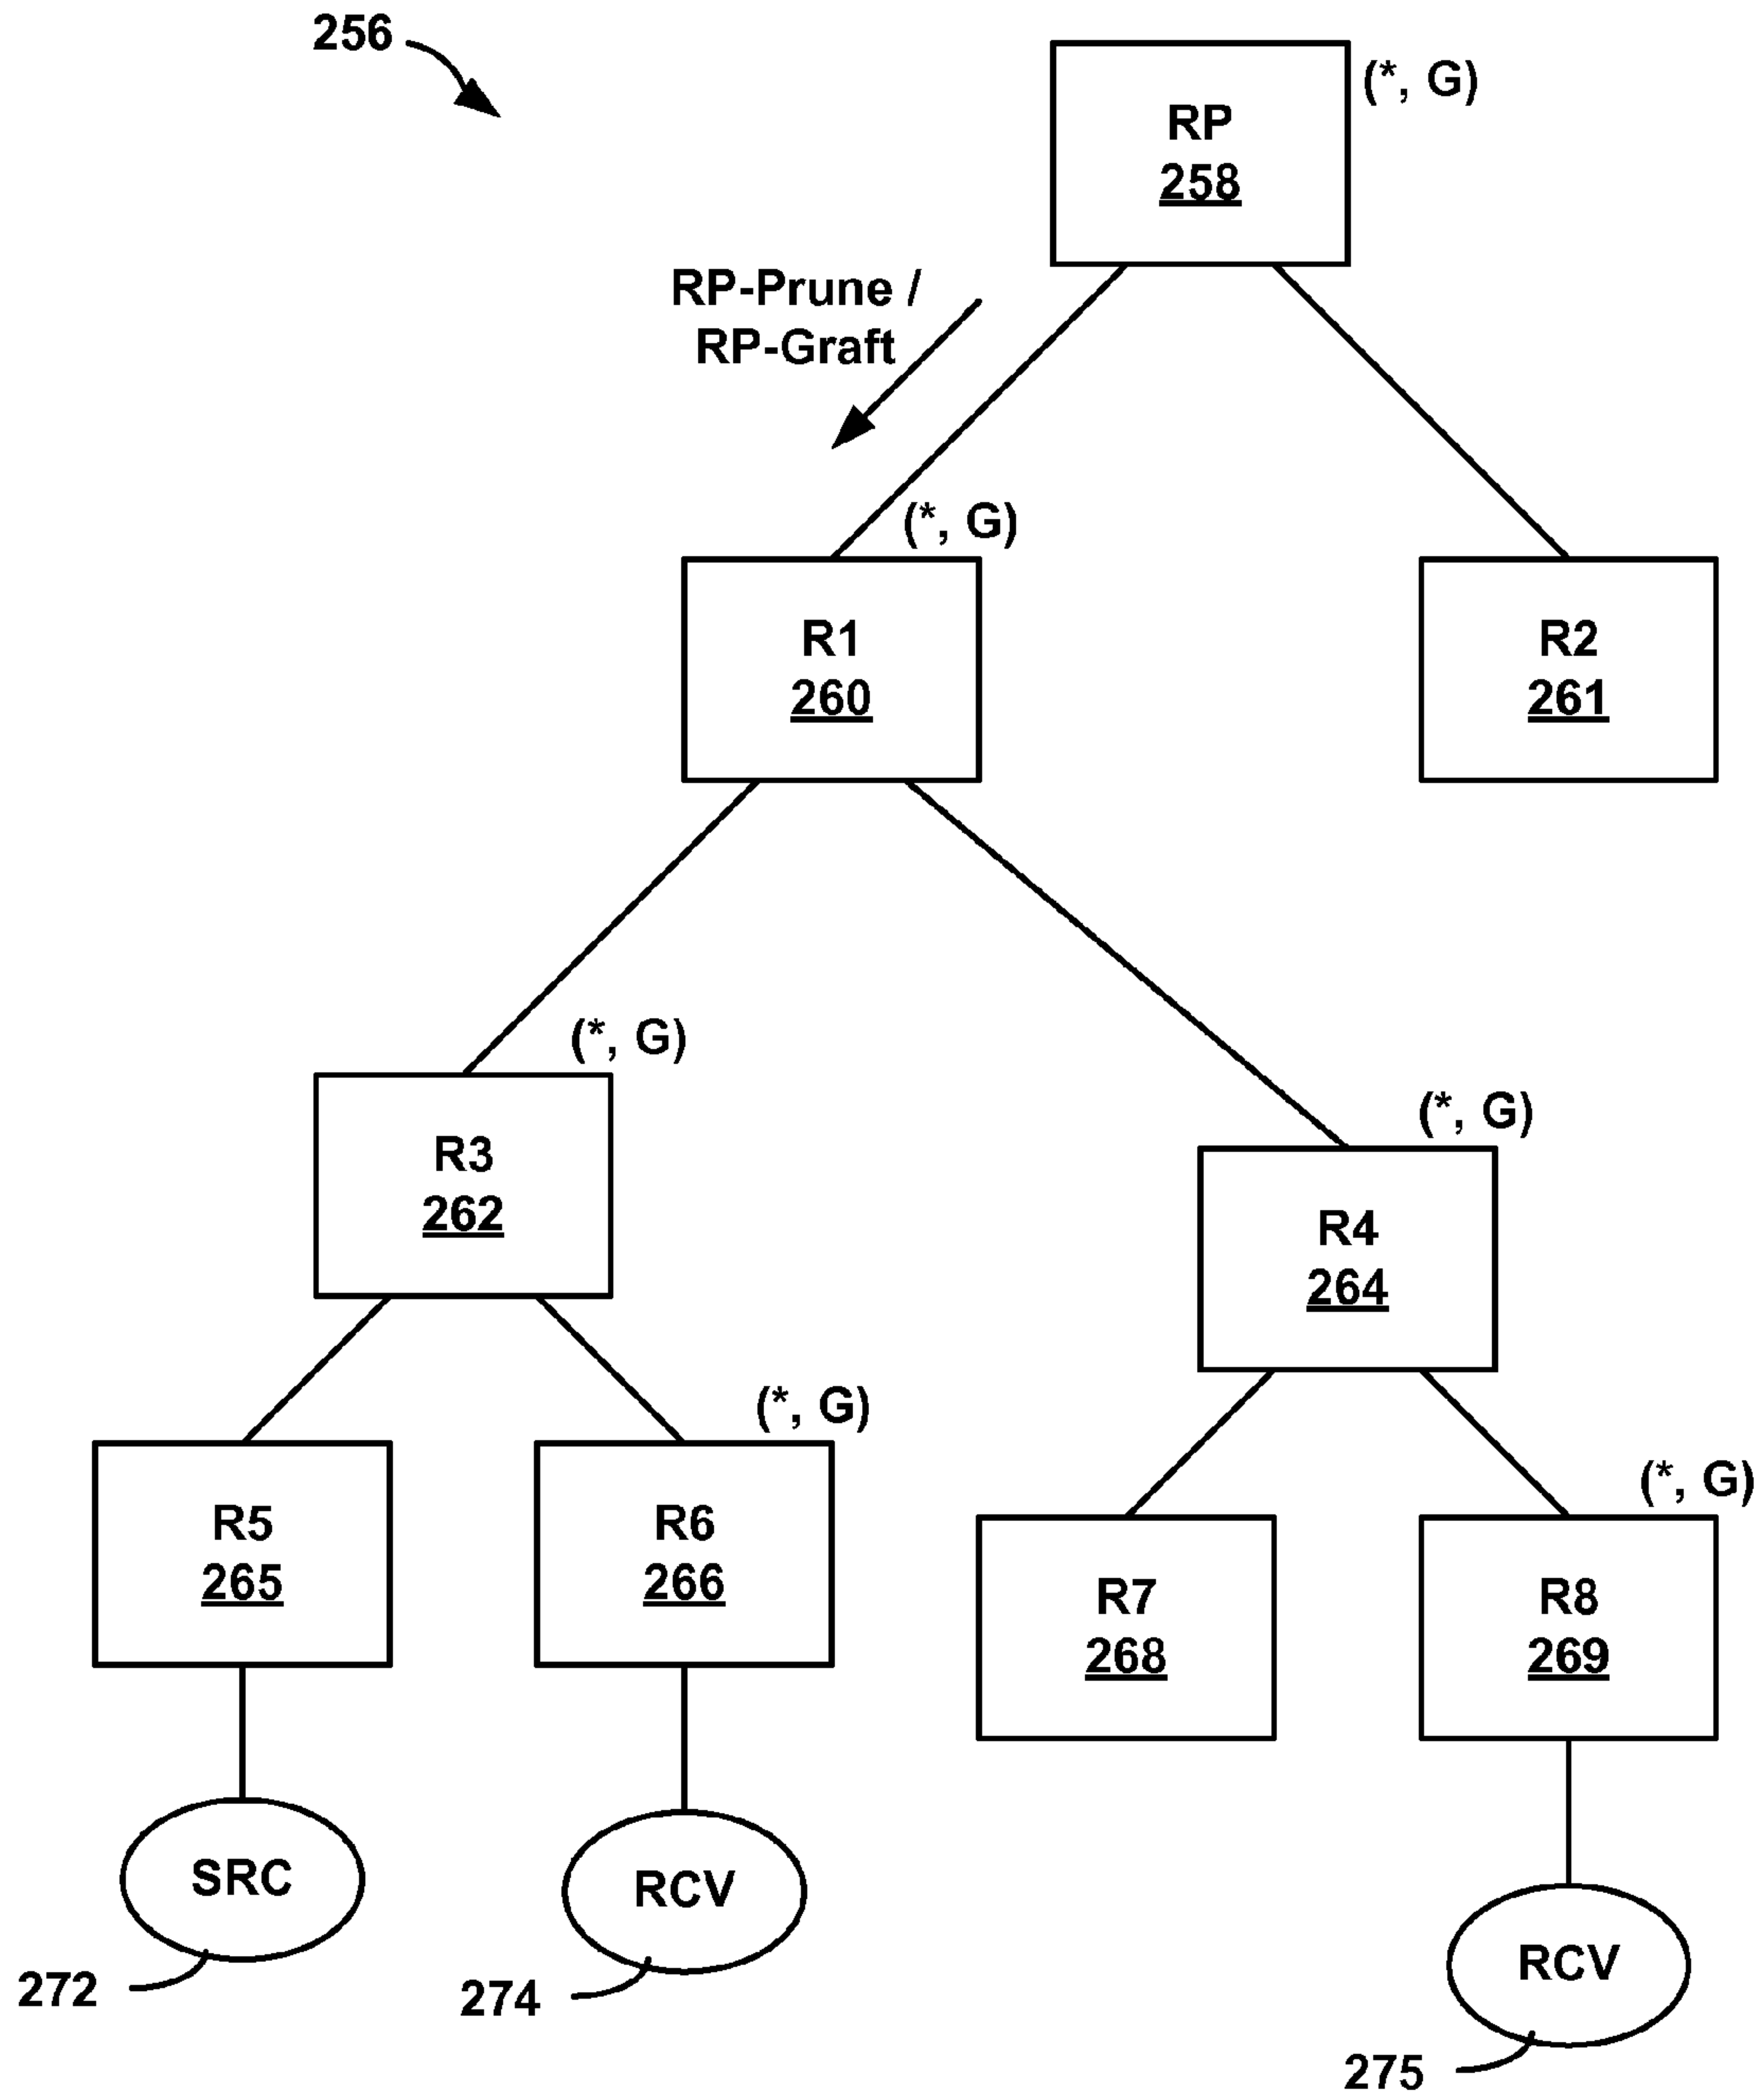 256
(*, G)
RP
258
RP-Prune /
RP-Graft
(*, G)
R1
260
R2
261
(*, G)
R3
262
(*, G)
R4
264
(*, G)
R5
265
R6
266
(*, G)
R7
268
R8
269
SRC
272
RCV
274
RCV
275